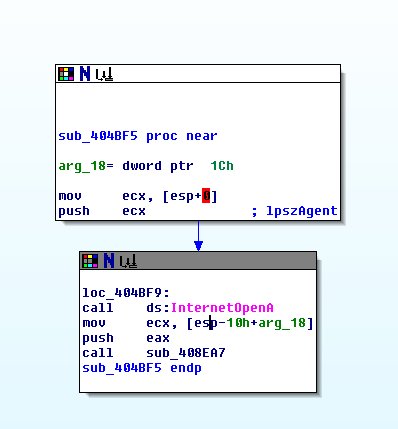 sub_404BF5 proc near
arg_18= dword ptr  1Ch
mov     ecx, [esp+0]
push    ecx             ; lpszAgent
loc_404BF9:
call    ds:InternetOpenA
mov     ecx, [esp-10h+arg_18]
push    eax
call    sub_408EA7
sub_404BF5 endp